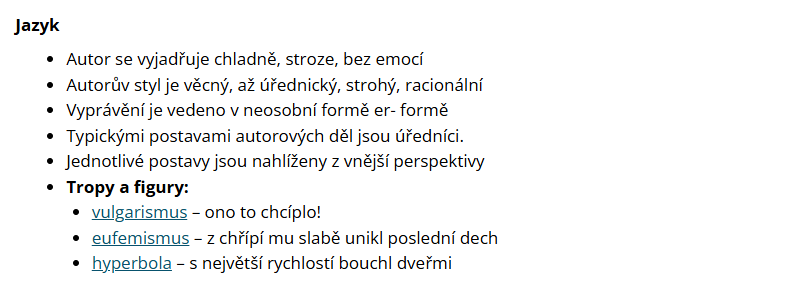 Jazyk
Autor se vyjadřuje chladně, stroze, bez emocí
Autorův styl je věcný, až úřednický, strohý, racionální
Vyprávění je vedeno v neosobní formě er- formě
Typickými postavami autorových děl jsou úředníci.
Jednotlivé postavy jsou nahlíženy z vnější perspektivy
Tropy a figury:
vulgarismus – ono to chcíplo!
eufemismus – z chřípí mu slabě unikl poslední dech
hyperbola – s největší rychlostí bouchl dveřmi